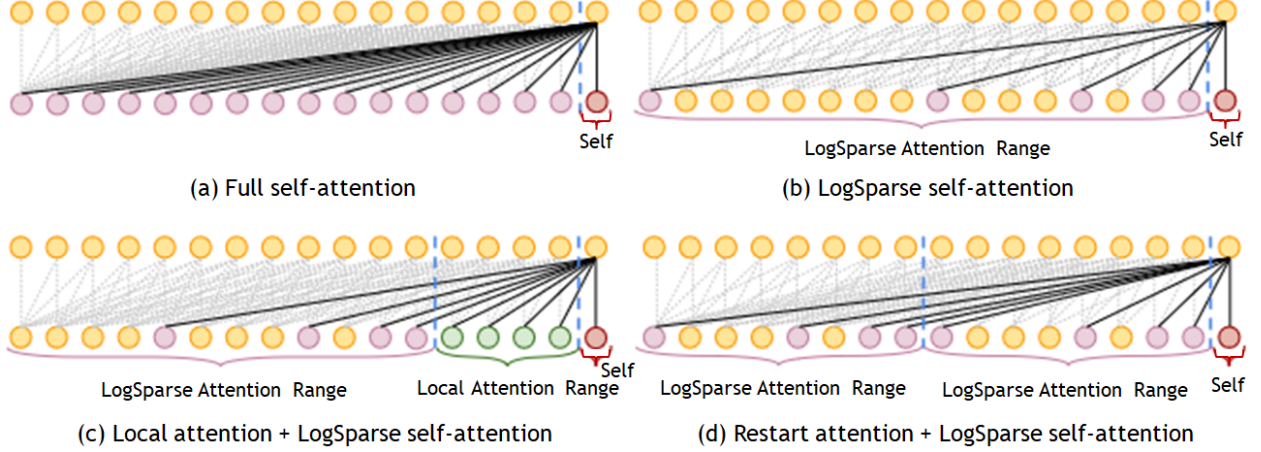 Self
(a) Full self-attention
LogSparse Attention Range
Self
(b) LogSparse self-attention
LogSparse Attention Range
Local Attention Range
Self
(c) Local attention + LogSparse self-attention
LogSparse Attention Range
LogSparse Attention Range
Self
(d) Restart attention + LogSparse self-attention